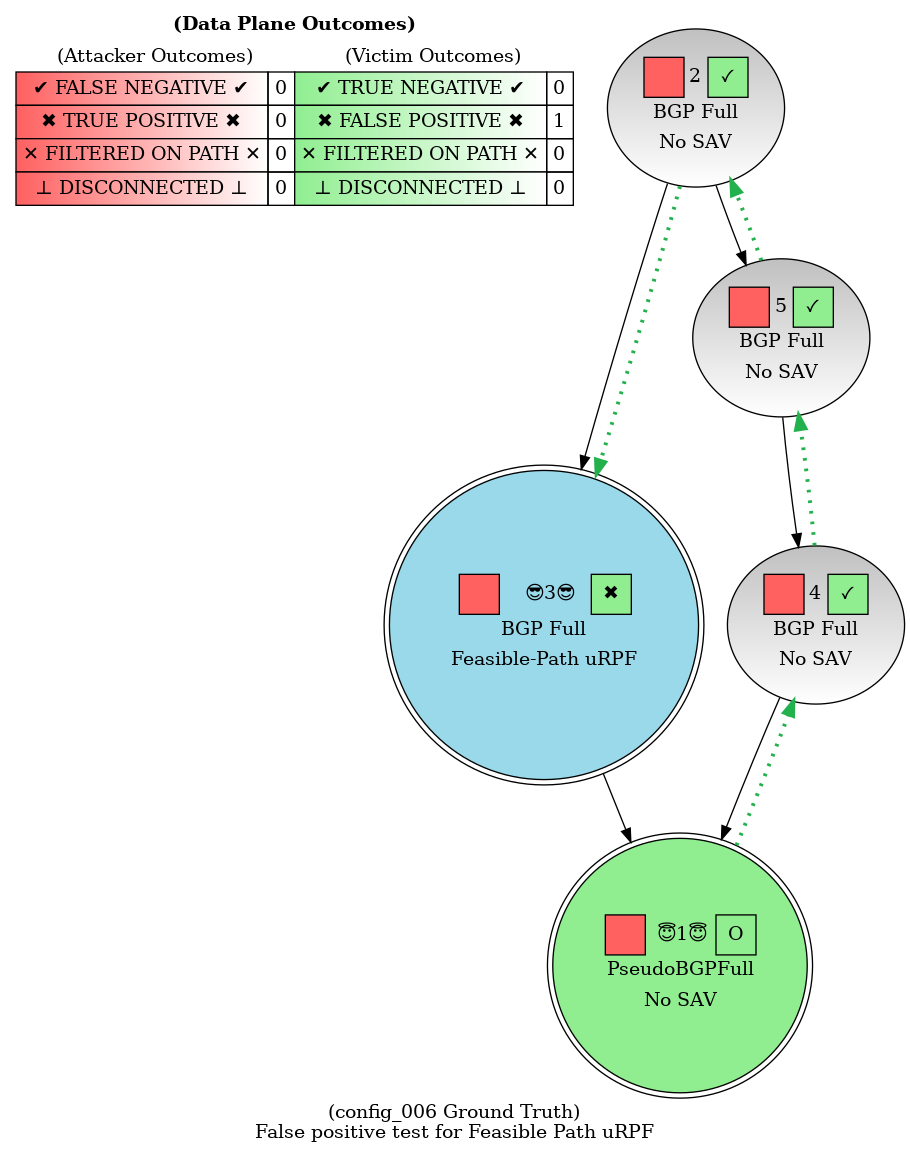 (Data Plane Outcomes)
(Attacker Outcomes) (Victim Outcomes)
✔ FALSE NEGATIVE ✔ 0 ✔ TRUE NEGATIVE ✔ 0
✖ TRUE POSITIVE ✖ 0 ✖ FALSE POSITIVE ✖ 1
✕ FILTERED ON PATH ✕ 0 ✕ FILTERED ON PATH ✕ 0
⊥ DISCONNECTED ⊥ 0 ⊥ DISCONNECTED ⊥ 0
2 ✓
BGP Full
No SAV
5 ✓
BGP Full
No SAV
😎3😎 ✖
BGP Full
Feasible-Path uRPF
4 ✓
BGP Full
No SAV
😇1😇 O
PseudoBGPFull
No SAV
(config_006 Ground Truth)
False positive test for Feasible Path uRPF